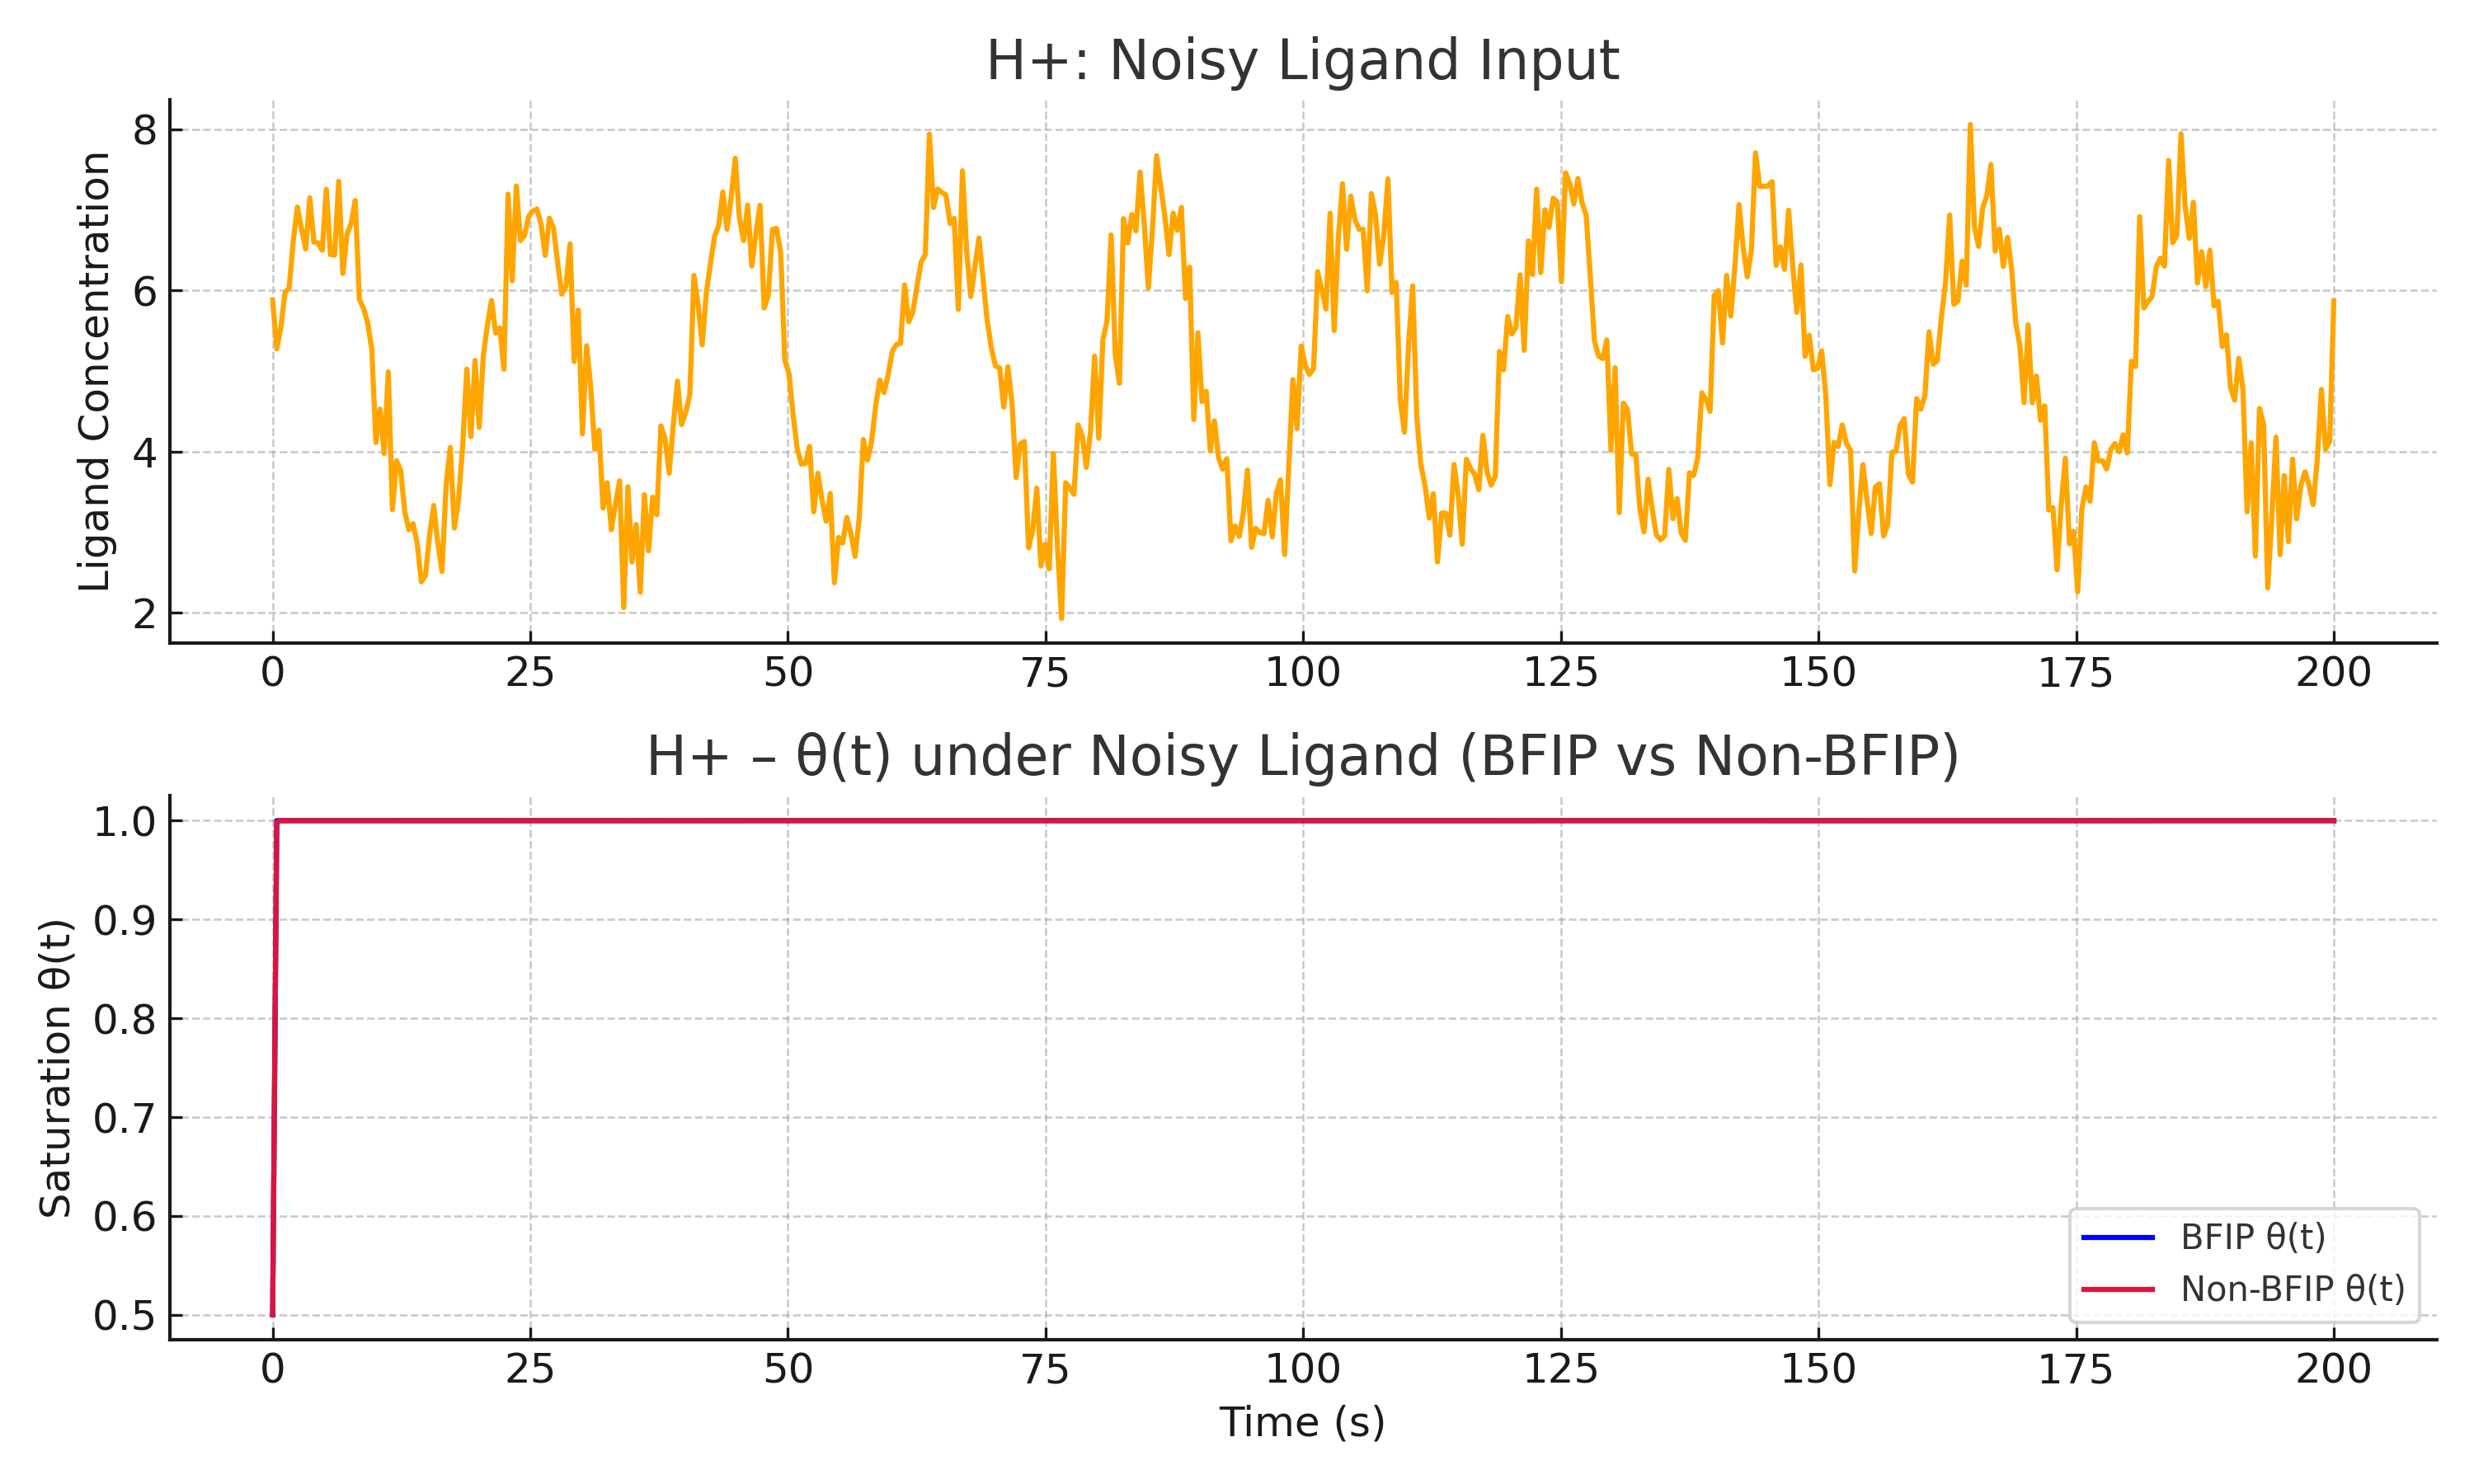 H+: Noisy Ligand Input
Ligand Concentration
8
6
4
2
0 25 50 75 100 125 150 175 200
H+ – θ(t) under Noisy Ligand (BFIP vs Non-BFIP)
Saturation θ(t)
1.0
0.9
0.8
0.7
0.6
0.5
BFIP θ(t)
Non-BFIP θ(t)
0 25 50 75 100 125 150 175 200
Time (s)